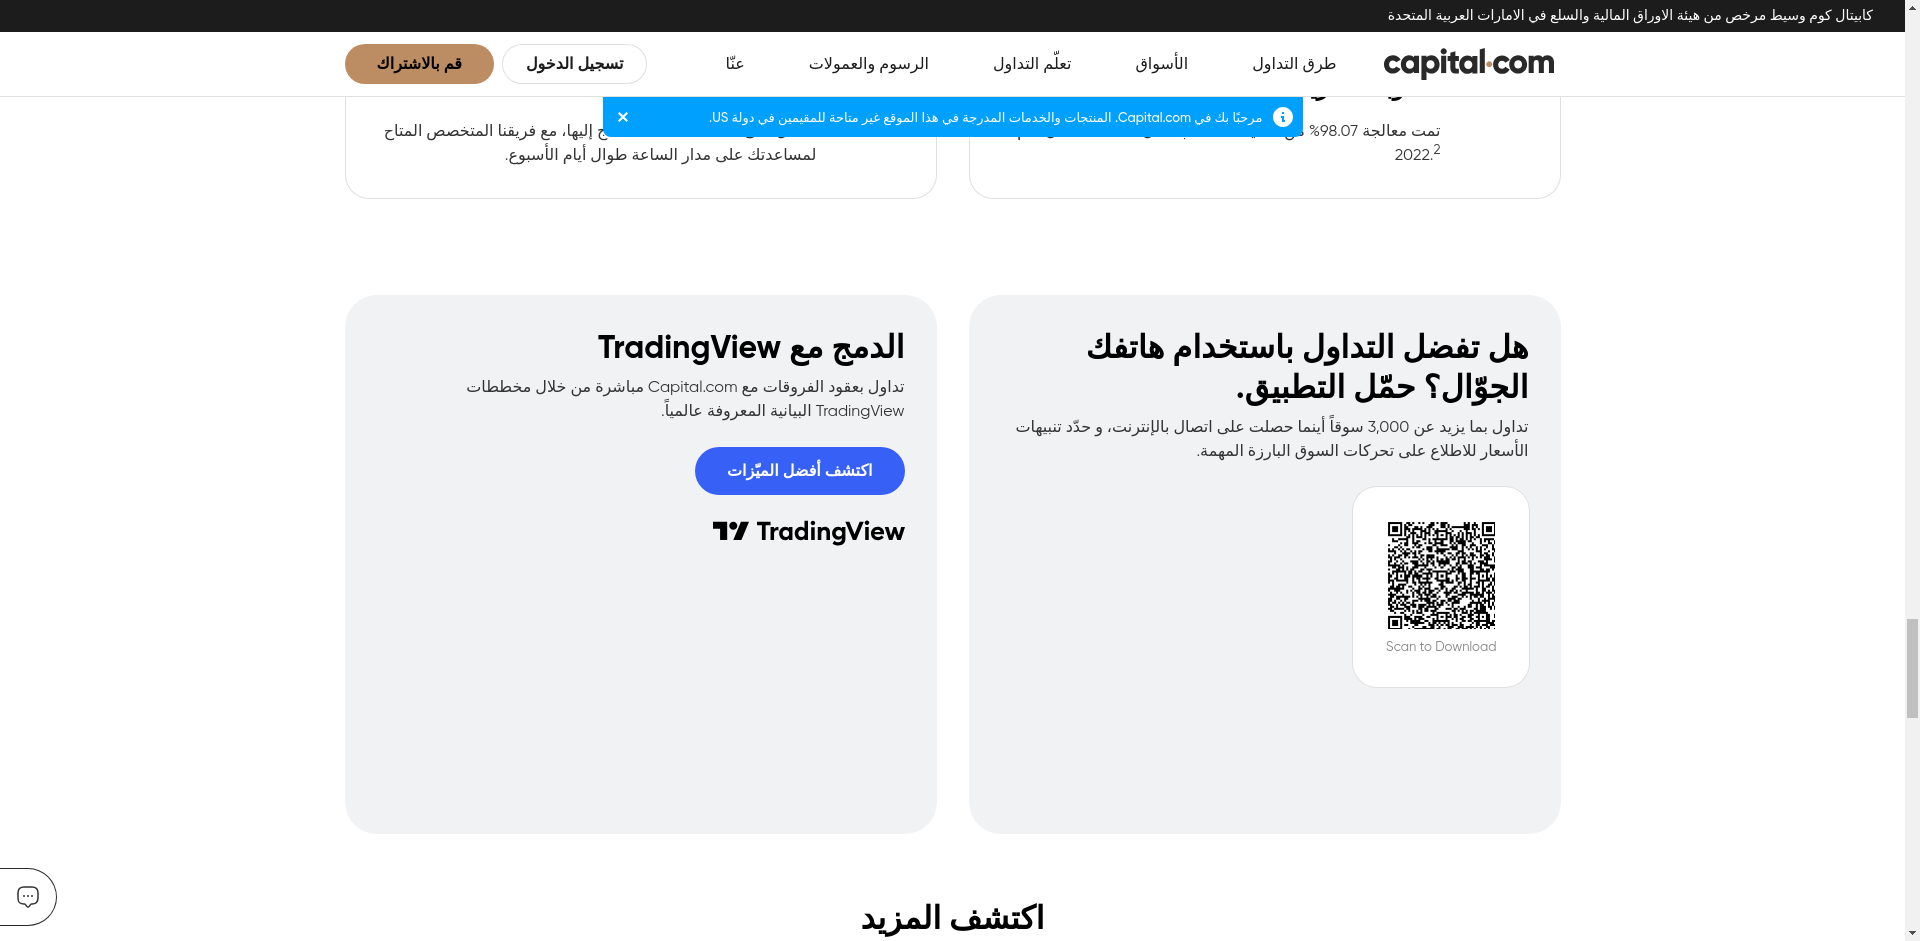 كابيتال كوم وسيط مرخص من هيئة الاوراق المالية والسلع في الامارات العربية المتحدة
capital.com
طرق التداول
الأسواق
تعلّم التداول
الرسوم والعمولات
عنّا
تسجيل الدخول
قم بالاشتراك
مرحبًا بك في Capital.com. المنتجات والخدمات المدرجة في هذا الموقع غير متاحة للمقيمين في دولة US.
تمت معالجة 98.07%
2022.2
إليها، مع فريقنا المتخصص المتاح
لمساعدتك على مدار الساعة طوال أيام الأسبوع.
هل تفضل التداول باستخدام هاتفك
الجوّال؟ حمّل التطبيق.
تداول بما يزيد عن 3,000 سوقاً أينما حصلت على اتصال بالإنترنت، و حدّد تنبيهات
الأسعار للاطلاع على تحركات السوق البارزة المهمة.
Scan to Download
الدمج مع TradingView
تداول بعقود الفروقات مع Capital.com مباشرة من خلال مخططات
TradingView البيانية المعروفة عالمياً.
اكتشف أفضل الميّزات
TradingView
اكتشف المزيد